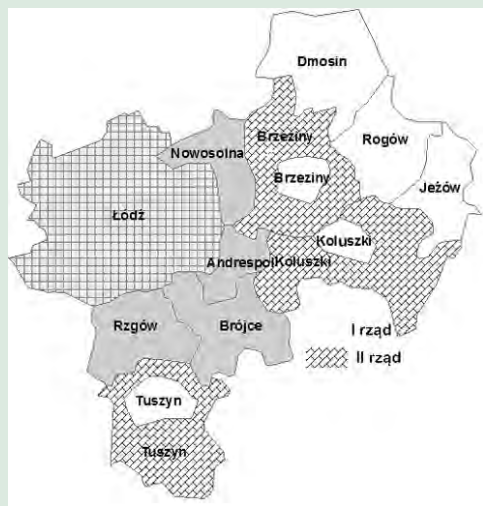 Dmosin
Brzeziny
Rogów
Nowosolna
Brzeziny
Jeżów
Łódź
Koluszki
Andrespol
Koluszki
Rzgów
Brójce
I rząd
II rząd
Tuszyn
Tuszyn